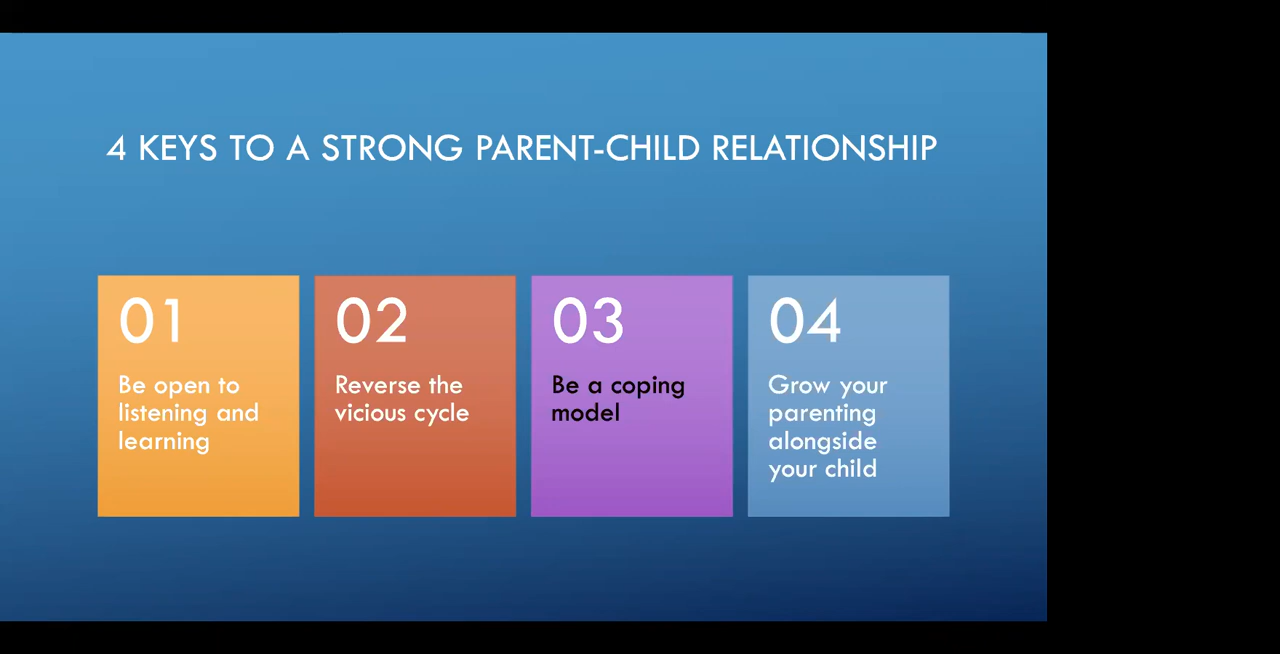 4 KEYS TO A STRONG PARENT-CHILD RELATIONSHIP
01
Be open to
listening and
learning
02
Reverse the
vicious cycle
03
Be a coping
model
04
Grow your
parenting
alongside
your child